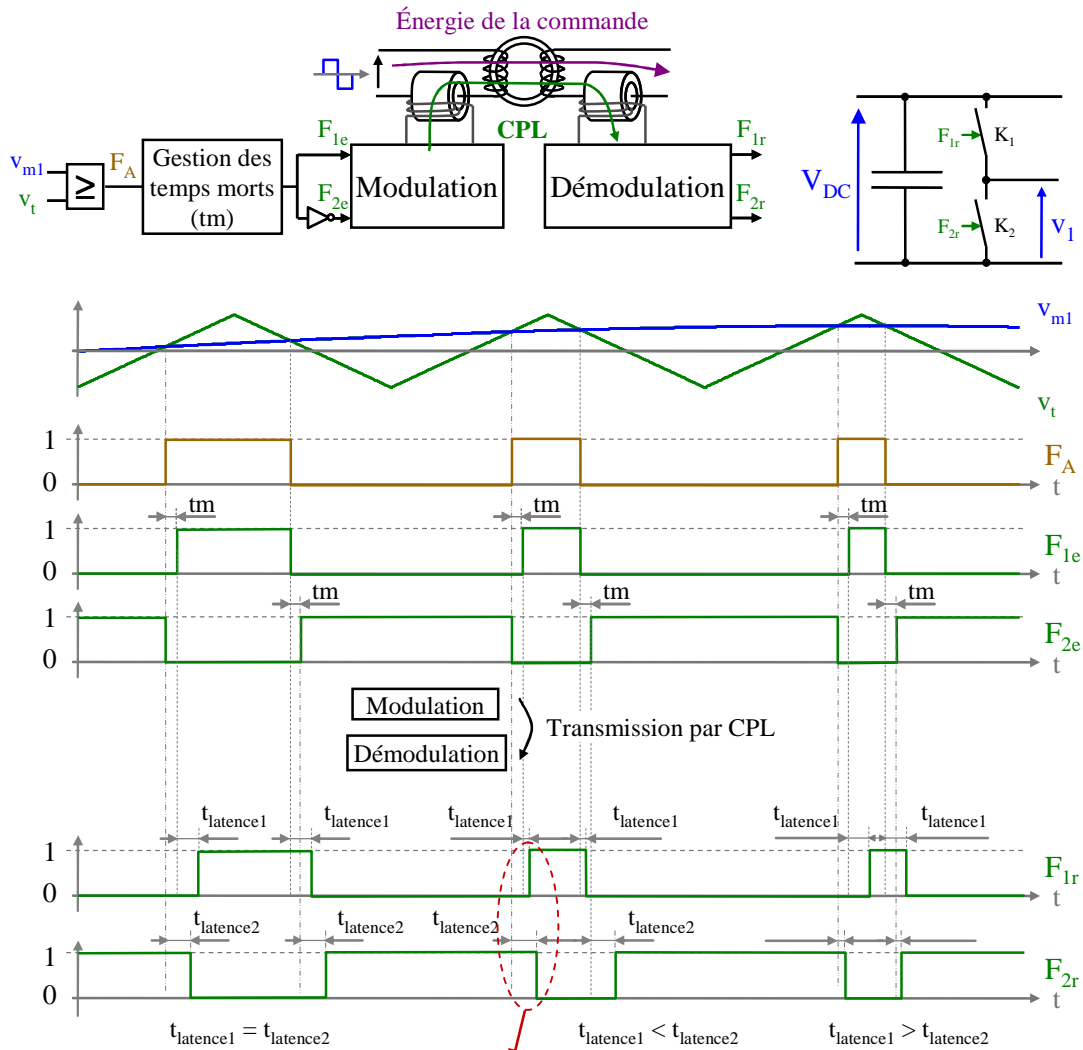 Énergie de la commande
CPL
v_m1
v_t
≥
F_A
Gestion des
temps morts
(tm)
F_1e
F_2e
Modulation
Démodulation
F_1r
F_2r
V_DC
F_1r
K_1
F_2r
K_2
v_1
v_m1
v_t
1
0
F_A
t
tm
tm
tm
1
0
F_1e
t
tm
tm
tm
1
0
F_2e
t
Modulation
Démodulation
Transmission par CPL
t_latence1
t_latence1
t_latence1
t_latence1
t_latence1
t_latence1
1
0
F_1r
t
t_latence2
t_latence2
t_latence2
t_latence2
1
0
F_2r
t
t_latence1 = t_latence2
t_latence1 < t_latence2
t_latence1 > t_latence2